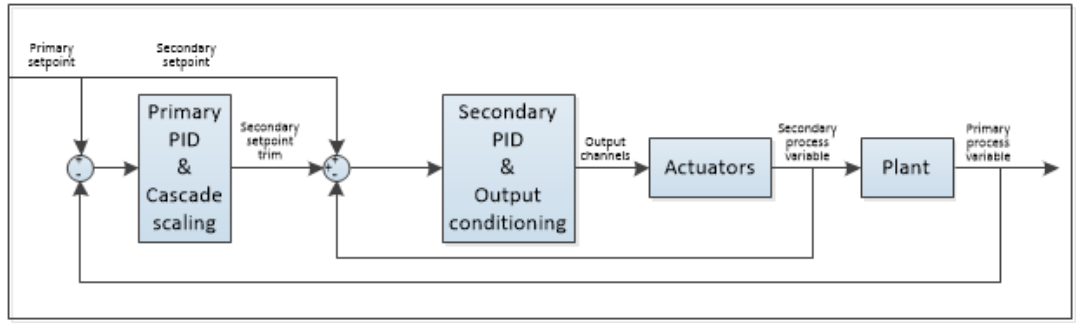 Primary
setpoint
Secondary
setpoint
Primary
PID
&
Cascade
scaling
Secondary
setpoint
trim
Secondary
PID
&
Output
conditioning
Output
channels
Actuators
Secondary
process
variable
Plant
Primary
process
variable
+
-
+
+
-